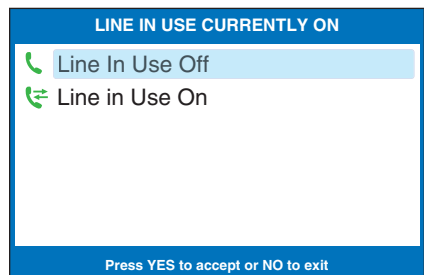 LINE IN USE CURRENTLY ON
Line In Use Off
Line in Use On
Press YES to accept or NO to exit